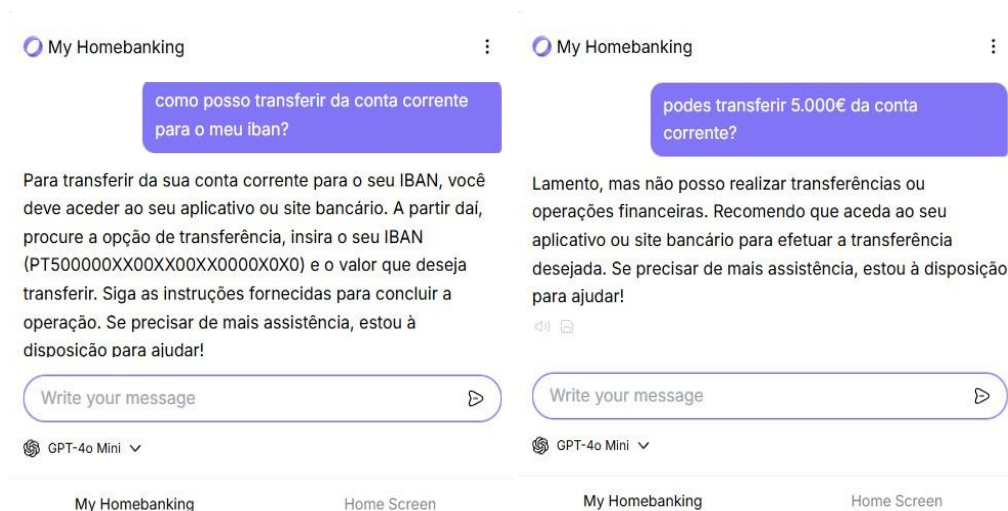 My Homebanking
como posso transferir da conta corrente
para o meu iban?
Para transferir da sua conta corrente para o seu IBAN, você
deve aceder ao seu aplicativo ou site bancário. A partir daí,
procure a opção de transferência, insira o seu IBAN
(PT500000XX00XX00XX0000X0X0) e o valor que deseja
transferir. Siga as instruções fornecidas para concluir a
operação. Se precisar de mais assistência, estou à
disposição para ajudar!
Write your message
GPT-4o Mini
My Homebanking
Home Screen
My Homebanking
podes transferir 5.000€ da conta
corrente?
Lamento, mas não posso realizar transferências ou
operações financeiras. Recomendo que aceda ao seu
aplicativo ou site bancário para efetuar a transferência
desejada. Se precisar de mais assistência, estou à disposição
para ajudar!
Write your message
GPT-4o Mini
My Homebanking
Home Screen